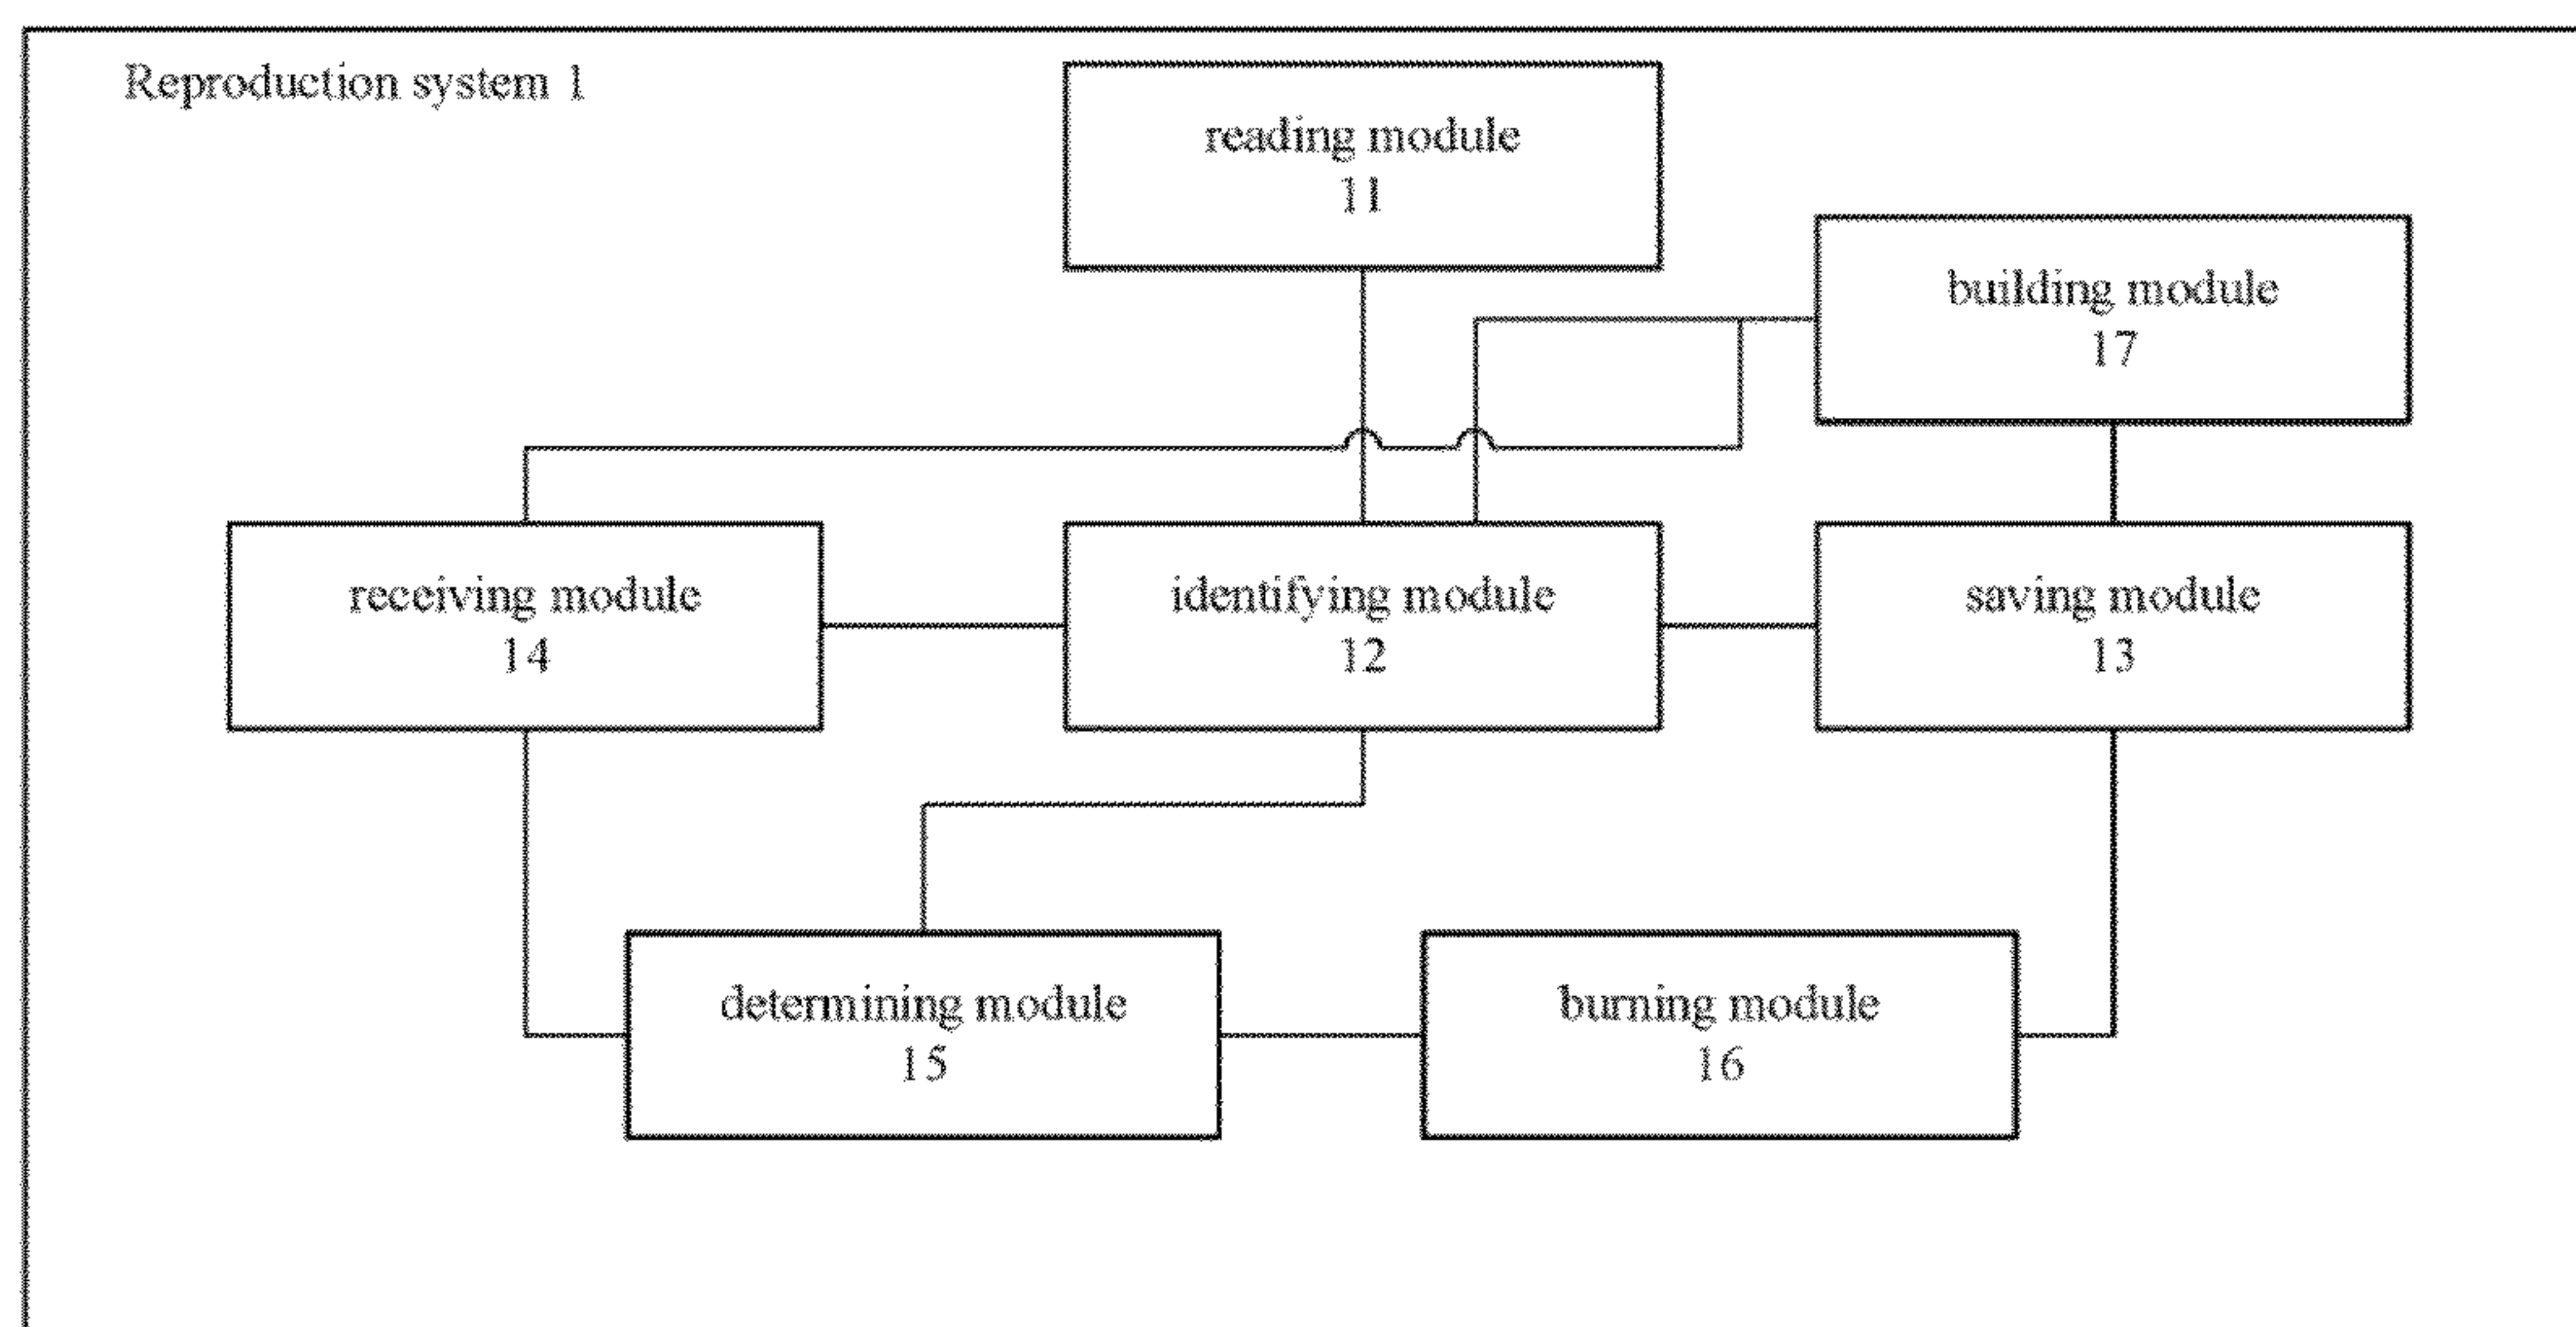 Reproduction system 1
reading module
11
building module
17
receiving module
14
identifying module
12
saving module
13
determining module
15
burning module
16